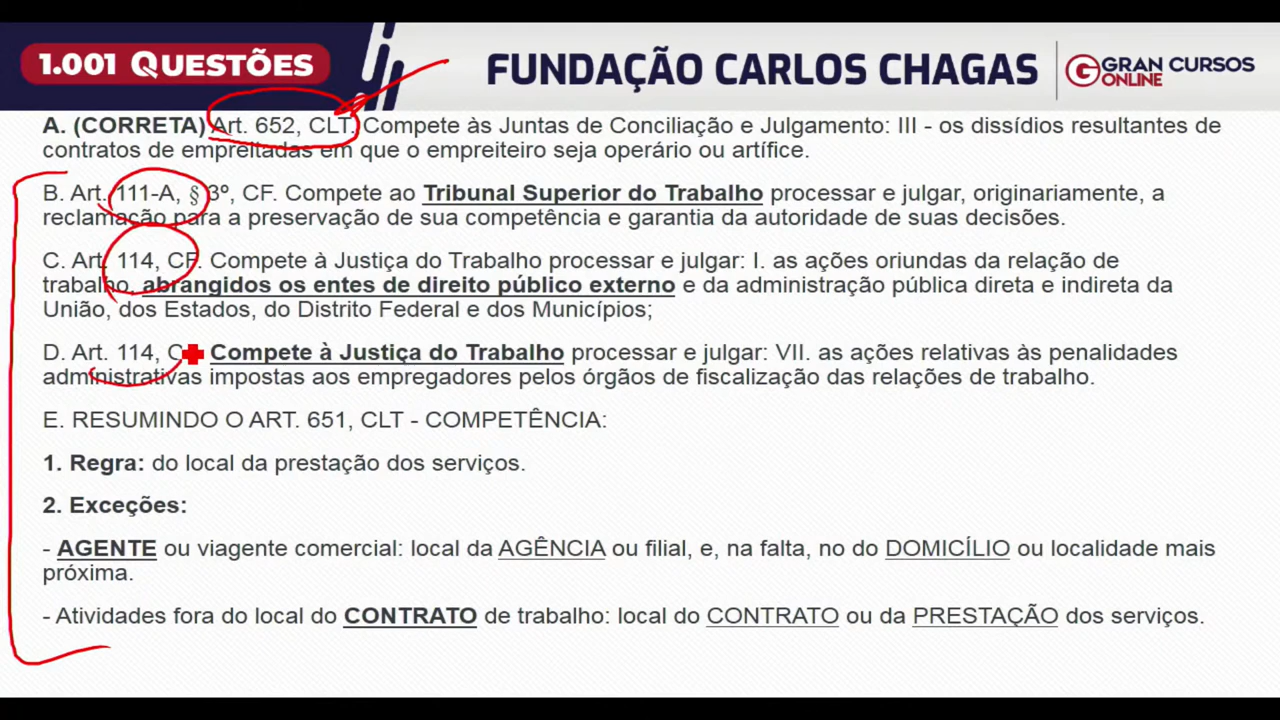 1.001 QUESTÕES
FUNDAÇÃO CARLOS CHAGAS
GRAN CURSOS
ONLINE
A. (CORRETA) Art. 652, CLT. Compete às Juntas de Conciliação e Julgamento: III - os dissídios resultantes de
contratos de empreitadas em que o empreiteiro seja operário ou artífice.
B. Art. 111-A, § 3º, CF. Compete ao Tribunal Superior do Trabalho processar e julgar, originariamente, a
reclamação para a preservação de sua competência e garantia da autoridade de suas decisões.
C. Art. 114, CF. Compete à Justiça do Trabalho processar e julgar: I. as ações oriundas da relação de
trabalho, abrangidos os entes de direito público externo e da administração pública direta e indireta da
União, dos Estados, do Distrito Federal e dos Municípios;
D. Art. 114, Compete à Justiça do Trabalho processar e julgar: VII. as ações relativas às penalidades
administrativas impostas aos empregadores pelos órgãos de fiscalização das relações de trabalho.
E. RESUMINDO O ART. 651, CLT - COMPETÊNCIA:
1. Regra: do local da prestação dos serviços.
2. Exceções:
- AGENTE ou viagente comercial: local da AGÊNCIA ou filial, e, na falta, no do DOMICÍLIO ou localidade mais
próxima.
- Atividades fora do local do CONTRATO de trabalho: local do CONTRATO ou da PRESTAÇÃO dos serviços.